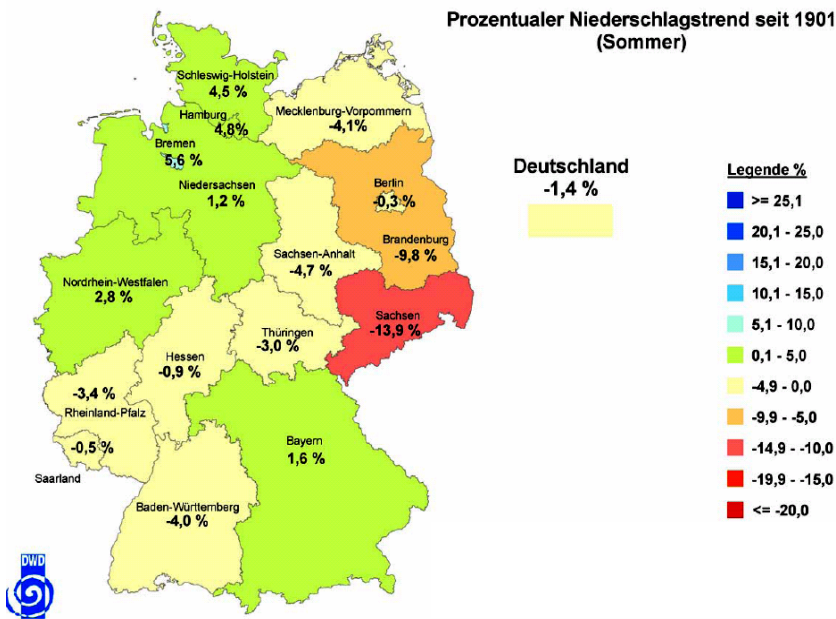 Prozentualer Niederschlagstrend seit 1901
(Sommer)
Schleswig-Holstein
4,5 %
Hamburg
4,8%
Mecklenburg-Vorpommern
-4,1%
Bremen
5,6 %
Niedersachsen
1,2 %
Berlin
-0,3 %
Brandenburg
-9,8 %
Sachsen-Anhalt
-4,7 %
Nordrhein-Westfalen
2,8 %
Sachsen
-13,9 %
Thüringen
-3,0 %
Hessen
-0,9 %
-3,4 %
Rheinland-Pfalz
-0,5 %
Saarland
Bayern
1,6 %
Baden-Württemberg
-4,0 %
Deutschland
-1,4 %
Legende %
>= 25,1
20,1 - 25,0
15,1 - 20,0
10,1 - 15,0
5,1 - 10,0
0,1 - 5,0
-4,9 - 0,0
-9,9 - -5,0
-14,9 - -10,0
-19,9 - -15,0
<= -20,0
DWD